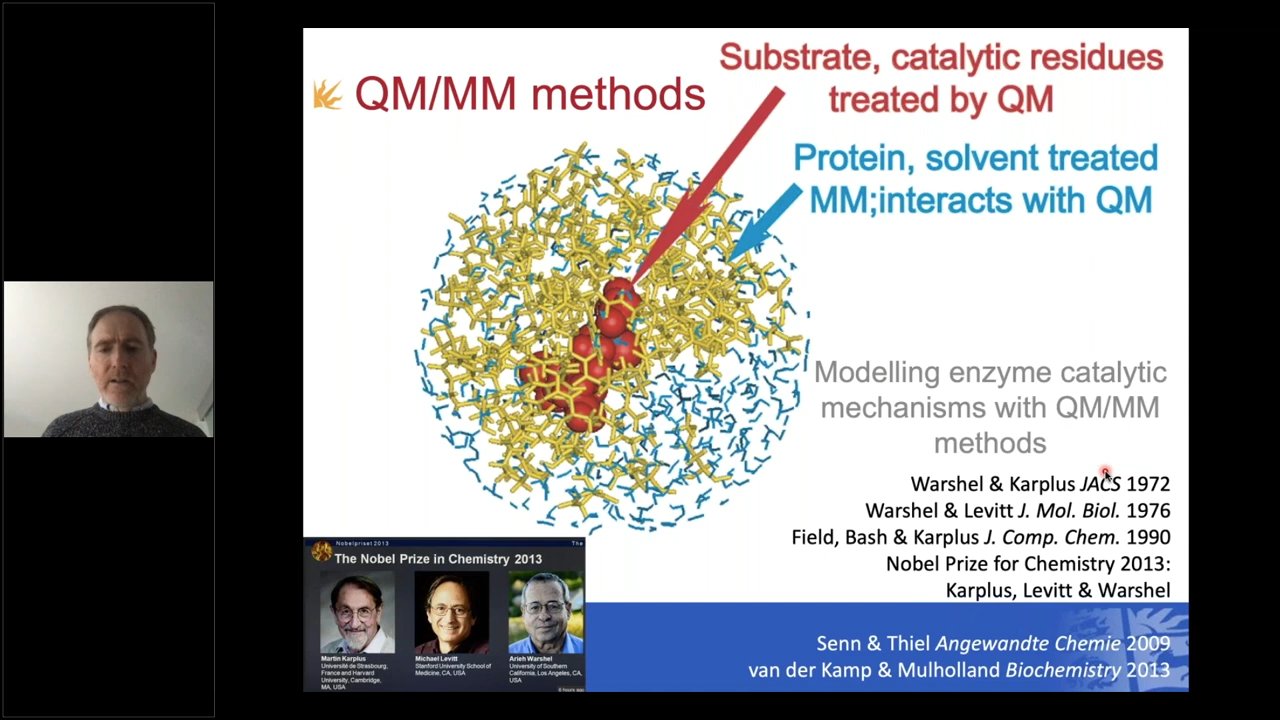 QM/MM methods
Substrate, catalytic residues
treated by QM
Protein, solvent treated
MM;interacts with QM
Modelling enzyme catalytic
mechanisms with QM/MM
methods
Warshel & Karplus JACS 1972
Warshel & Levitt J. Mol. Biol. 1976
Field, Bash & Karplus J. Comp. Chem. 1990
Nobel Prize for Chemistry 2013:
Karplus, Levitt & Warshel
Nobelpriset 2013
The
The Nobel Prize in Chemistry 2013
Martin Karplus
Université de Strasbourg,
France and Harvard
University, Cambridge,
MA, USA
Michael Levitt
Stanford University School of
Medicine, CA, USA
Arieh Warshel
University of Southern
California, Los Angeles, CA,
USA
6 hours ago
Senn & Thiel Angewandte Chemie 2009
van der Kamp & Mulholland Biochemistry 2013